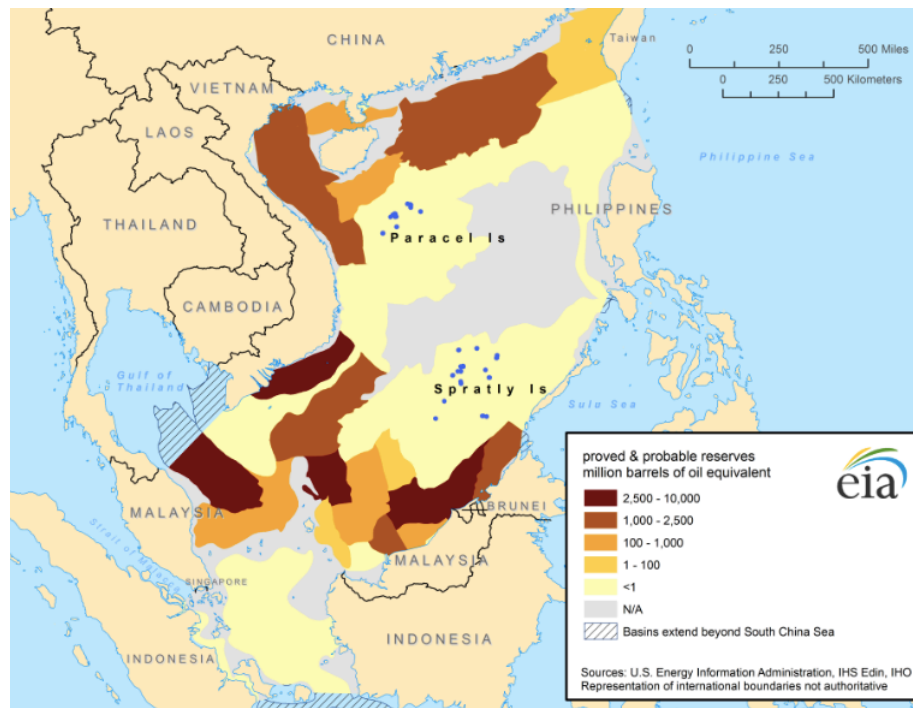 CHINA
Taiwan
0 250 500 Miles
0 250 500 Kilometers
VIETNAM
LAOS
Philippine Sea
THAILAND
PHILIPPINES
Paracel Is
CAMBODIA
Gulf of
Thailand
Spratly Is
Sulu Sea
proved & probable reserves
million barrels of oil equivalent
eia
2,500 - 10,000
1,000 - 2,500
100 - 1,000
1 - 100
<1
N/A
Basins extend beyond South China Sea
Sources: U.S. Energy Information Administration, IHS Edin, IHO
Representation of international boundaries not authoritative
MALAYSIA
BRUNEI
Strait of Malacca
MALAYSIA
SINGAPORE
INDONESIA
INDONESIA